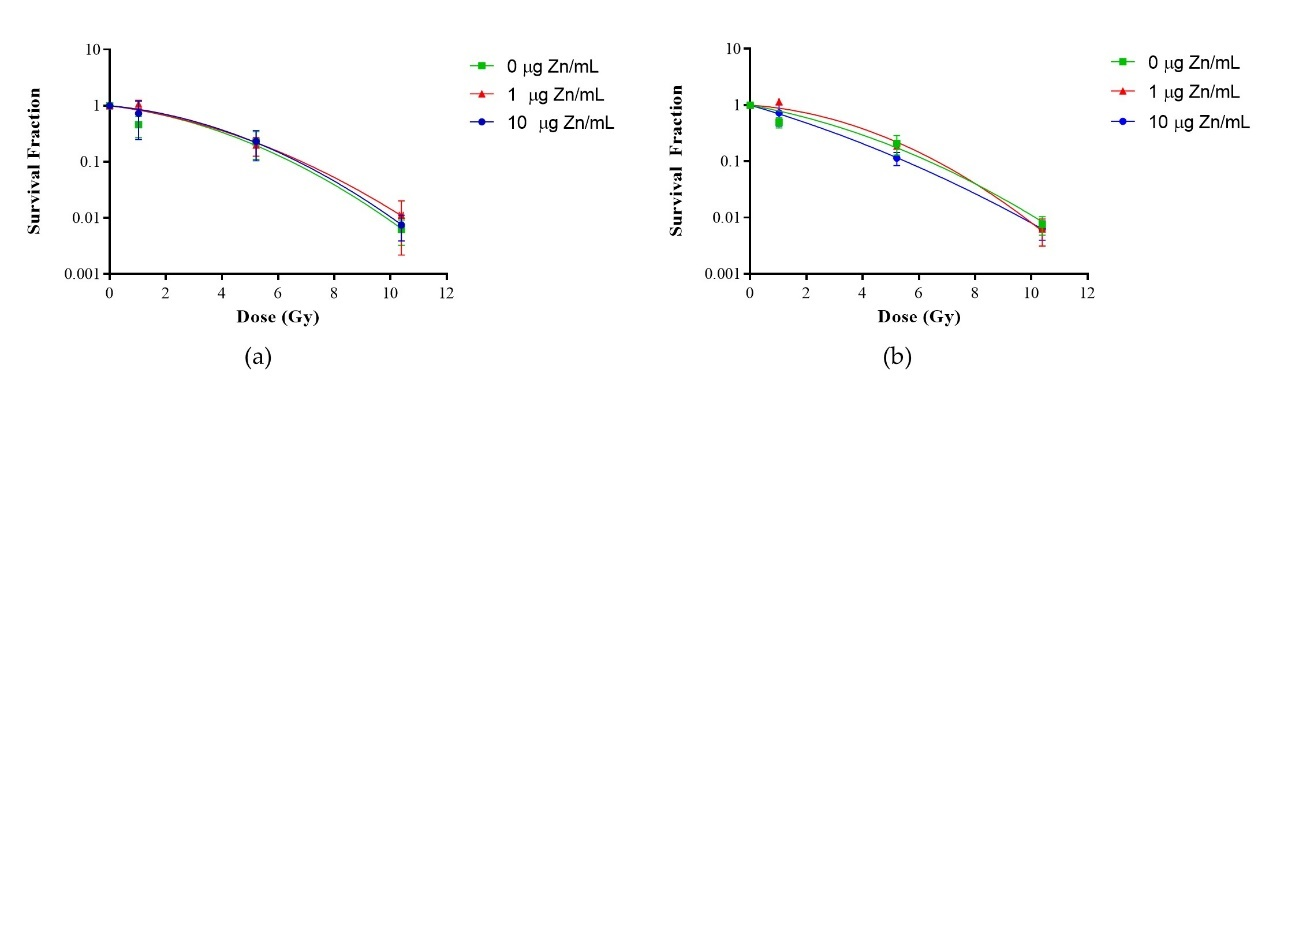 10
1
0.1
0.01
0.001
0 2 4 6 8 10 12
Survival Fraction
Dose (Gy)
0 μg Zn/mL
1 μg Zn/mL
10 μg Zn/mL
(a)
10
1
0.1
0.01
0.001
0 2 4 6 8 10 12
Survival Fraction
Dose (Gy)
0 μg Zn/mL
1 μg Zn/mL
10 μg Zn/mL
(b)